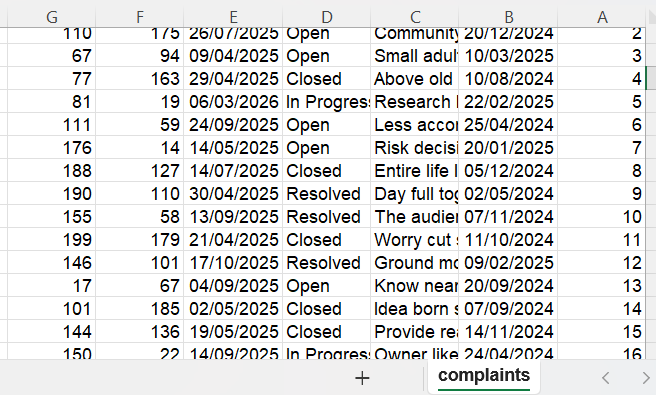 G F E D C B A
110 175 26/07/2025 Open Community 20/12/2024 2
67 94 09/04/2025 Open Small adul 10/03/2025 3
77 163 29/04/2025 Closed Above old 10/08/2024 4
81 19 06/03/2026 In Progres Research 22/02/2025 5
111 59 24/09/2025 Open Less 25/04/2024 6
176 14 14/05/2025 Open Risk decisi 20/01/2025 7
188 127 14/07/2025 Closed Entire life 05/12/2024 8
190 110 30/04/2025 Resolved Day full 02/05/2024 9
155 58 13/09/2025 Resolved The 07/11/2024 10
199 179 21/04/2025 Closed Worry cut 11/10/2024 11
146 101 17/10/2025 Resolved Ground 09/02/2025 12
17 67 04/09/2025 Open Know near 20/09/2024 13
101 185 02/05/2025 Closed Idea born 07/09/2024 14
144 136 19/05/2025 Closed Provide 14/11/2024 15
150 22 14/09/2025 In Progres Owner like 24/04/2024 16
complaints